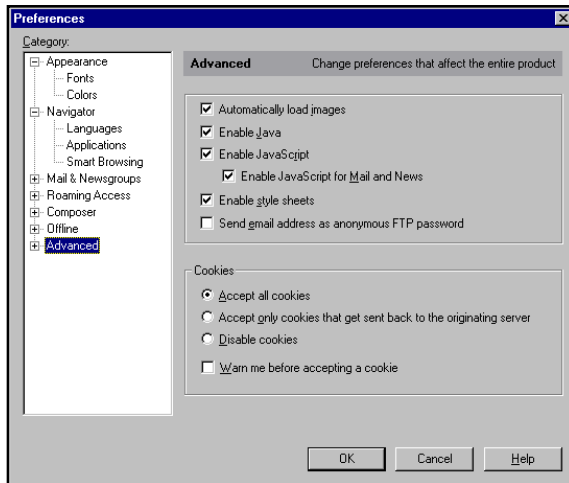 Preferences
Category:
Appearance
Fonts
Colors
Navigator
Languages
Applications
Smart Browsing
Mail & Newsgroups
Roaming Access
Composer
Offline
Advanced
Advanced Change preferences that affect the entire product
Automatically load images
Enable Java
Enable JavaScript
Enable JavaScript for Mail and News
Enable style sheets
Send email address as anonymous FTP password
Cookies
Accept all cookies
Accept only cookies that get sent back to the originating server
Disable cookies
Warn me before accepting a cookie
OK Cancel Help